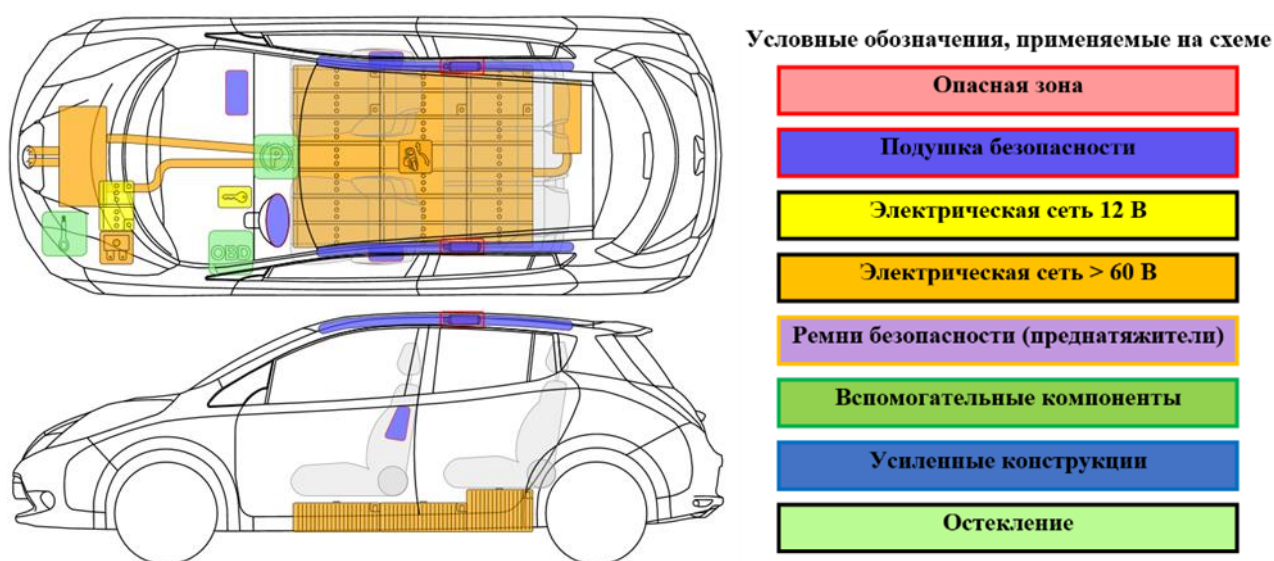 Условные обозначения, применяемые на схеме
Опасная зона
Подушка безопасности
Электрическая сеть 12 В
Электрическая сеть > 60 В
Ремни безопасности (преднатяжители)
Вспомогательные компоненты
Усиленные конструкции
Остекление
P
OBD